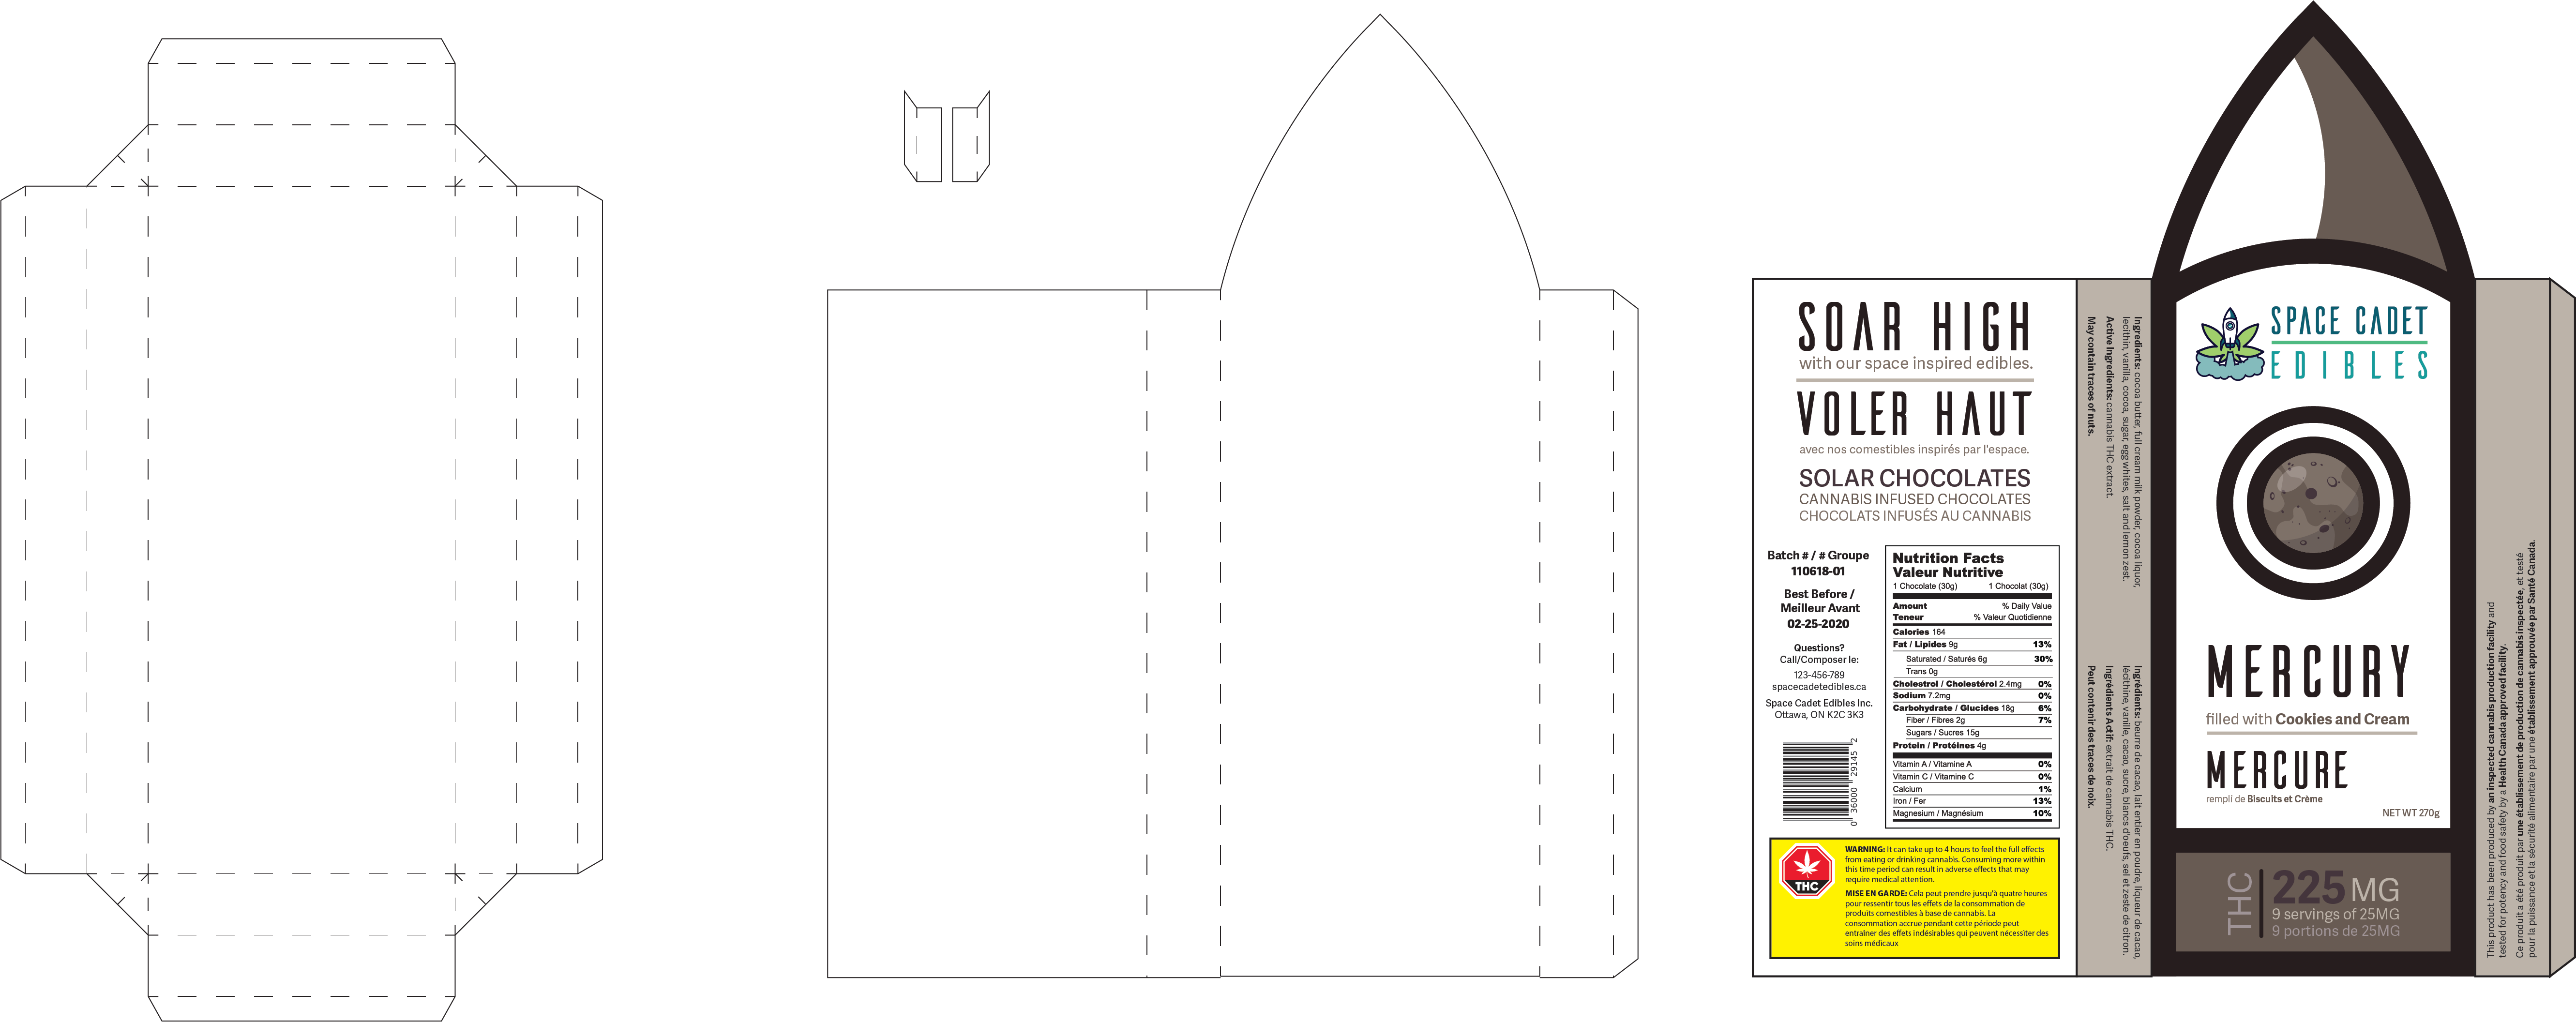 SOAR HIGH
with our space inspired edibles.
VOLER HAUT
avec nos comestibles inspirés par l'espace.
SOLAR CHOCOLATES
CANNABIS INFUSED CHOCOLATES
CHOCOLATS INFUSÉS AU CANNABIS
Batch # / # Groupe
110618-01
Best Before /
Meilleur Avant
02-25-2020
Questions?
Call/Composer le:
123-456-789
spacecadetedibles.ca
Space Cadet Edibles Inc.
Ottawa, ON K2C 3K3
0 36000 29145 2
Nutrition Facts
Valeur Nutritive
1 Chocolate (30g) 1 Chocolat (30g)
Amount % Daily Value
Teneur % Valeur Quotidienne
Calories 164
Fat / Lipides 9g 13%
Saturated / Saturés 6g 30%
Trans 0g
Cholestrol / Cholestérol 2.4mg 0%
Sodium 7.2mg 0%
Carbohydrate / Glucides 18g 6%
Fiber / Fibres 2g 7%
Sugars / Sucres 15g
Protein / Protéines 4g
Vitamin A / Vitamine A 0%
Vitamin C / Vitamine C 0%
Calcium 1%
Iron / Fer 13%
Magnesium / Magnésium 10%
THC
WARNING: It can take up to 4 hours to feel the full effects
from eating or drinking cannabis. Consuming more within
this time period can result in adverse effects that may
require medical attention.
MISE EN GARDE: Cela peut prendre jusqu'à quatre heures
pour ressentir tous les effets de la consommation de
produits comestibles à base de cannabis. La
consommation accrue pendant cette période peut
entraîner des effets indésirables qui peuvent nécessiter des
soins médicaux
Ingredients: cocoa butter, full cream milk powder, cocoa liquor,
lecithin, vanilla, cocoa, sugar, egg whites, salt and lemon zest.
Active Ingredients: cannabis THC extract.
May contain traces of nuts.
Ingrédients: beurre de cacao, lait entier en poudre, liqueur de cacao,
lécithine, vanille, cacao, sucre, blancs d'oeufs, sel et zeste de citron.
Ingrédients Actif: extrait de cannabis THC.
Peut contenir des traces de noix.
SPACE CADET
EDIBLES
MERCURY
filled with Cookies and Cream
MERCURE
rempli de Biscuits et Crème
NET WT 270g
THC
225 MG
9 servings of 25MG
9 portions de 25MG
This product has been produced by an inspected cannabis production facility and
tested for potency and food safety by a Health Canada approved facility.
Ce produit a été produit par une établissement de production de cannabis inspectée, et testé
pour la puissance et la sécurité alimentaire par une établissement approuvée par Santé Canada.